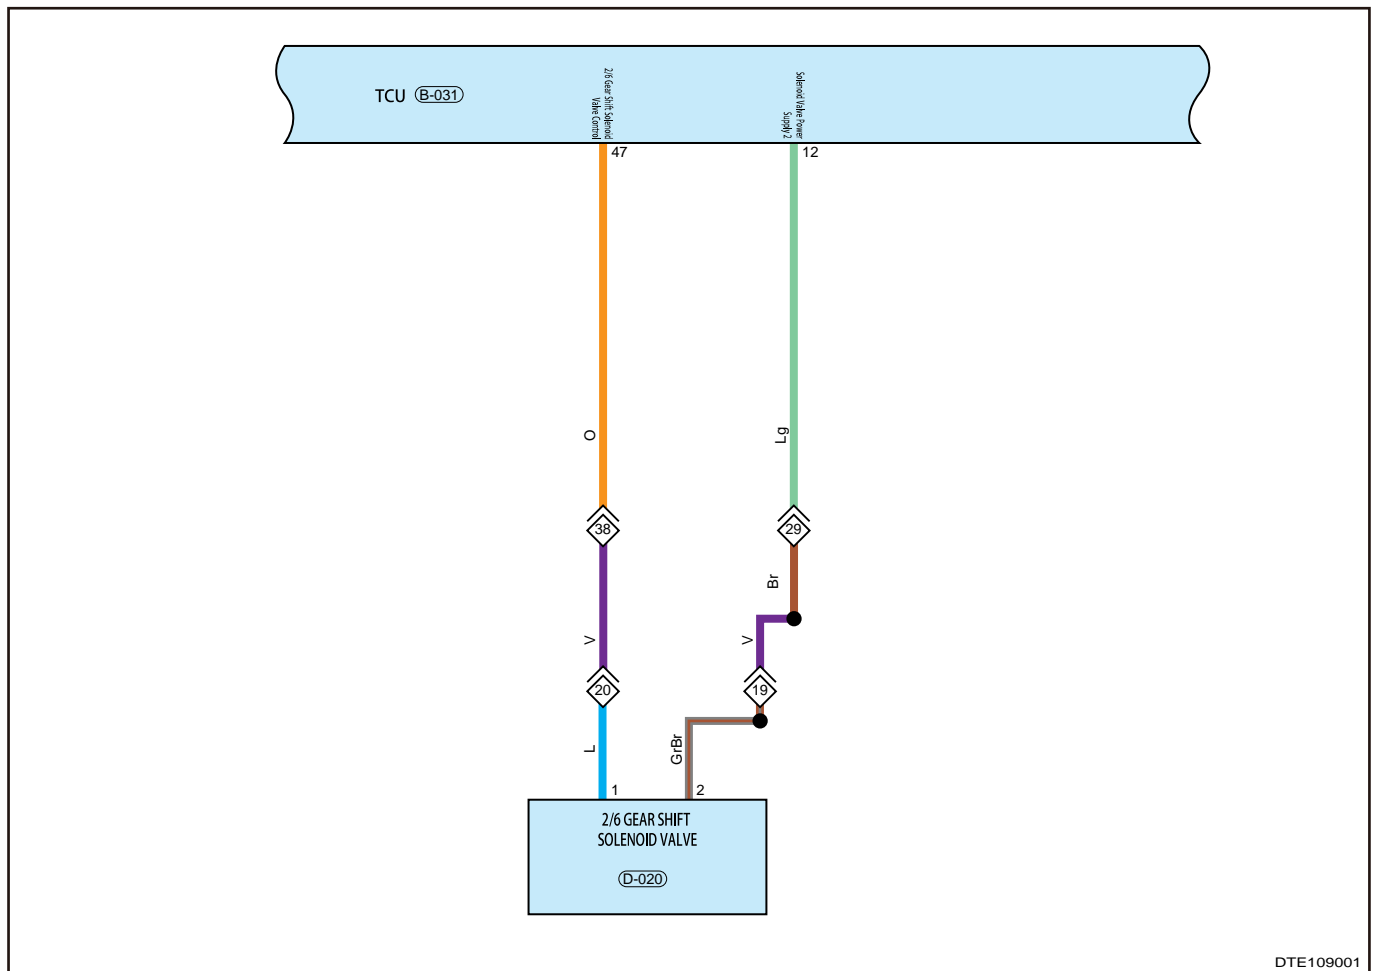 TCU B-031
2/6 Gear Shift Solenoid
Valve Control
Solenoid Valve Power
Supply 2
47
12
O
Lg
38
29
Br
V
V
20
19
L
GrBr
1
2
2/6 GEAR SHIFT
SOLENOID VALVE
D-020
DTE109001